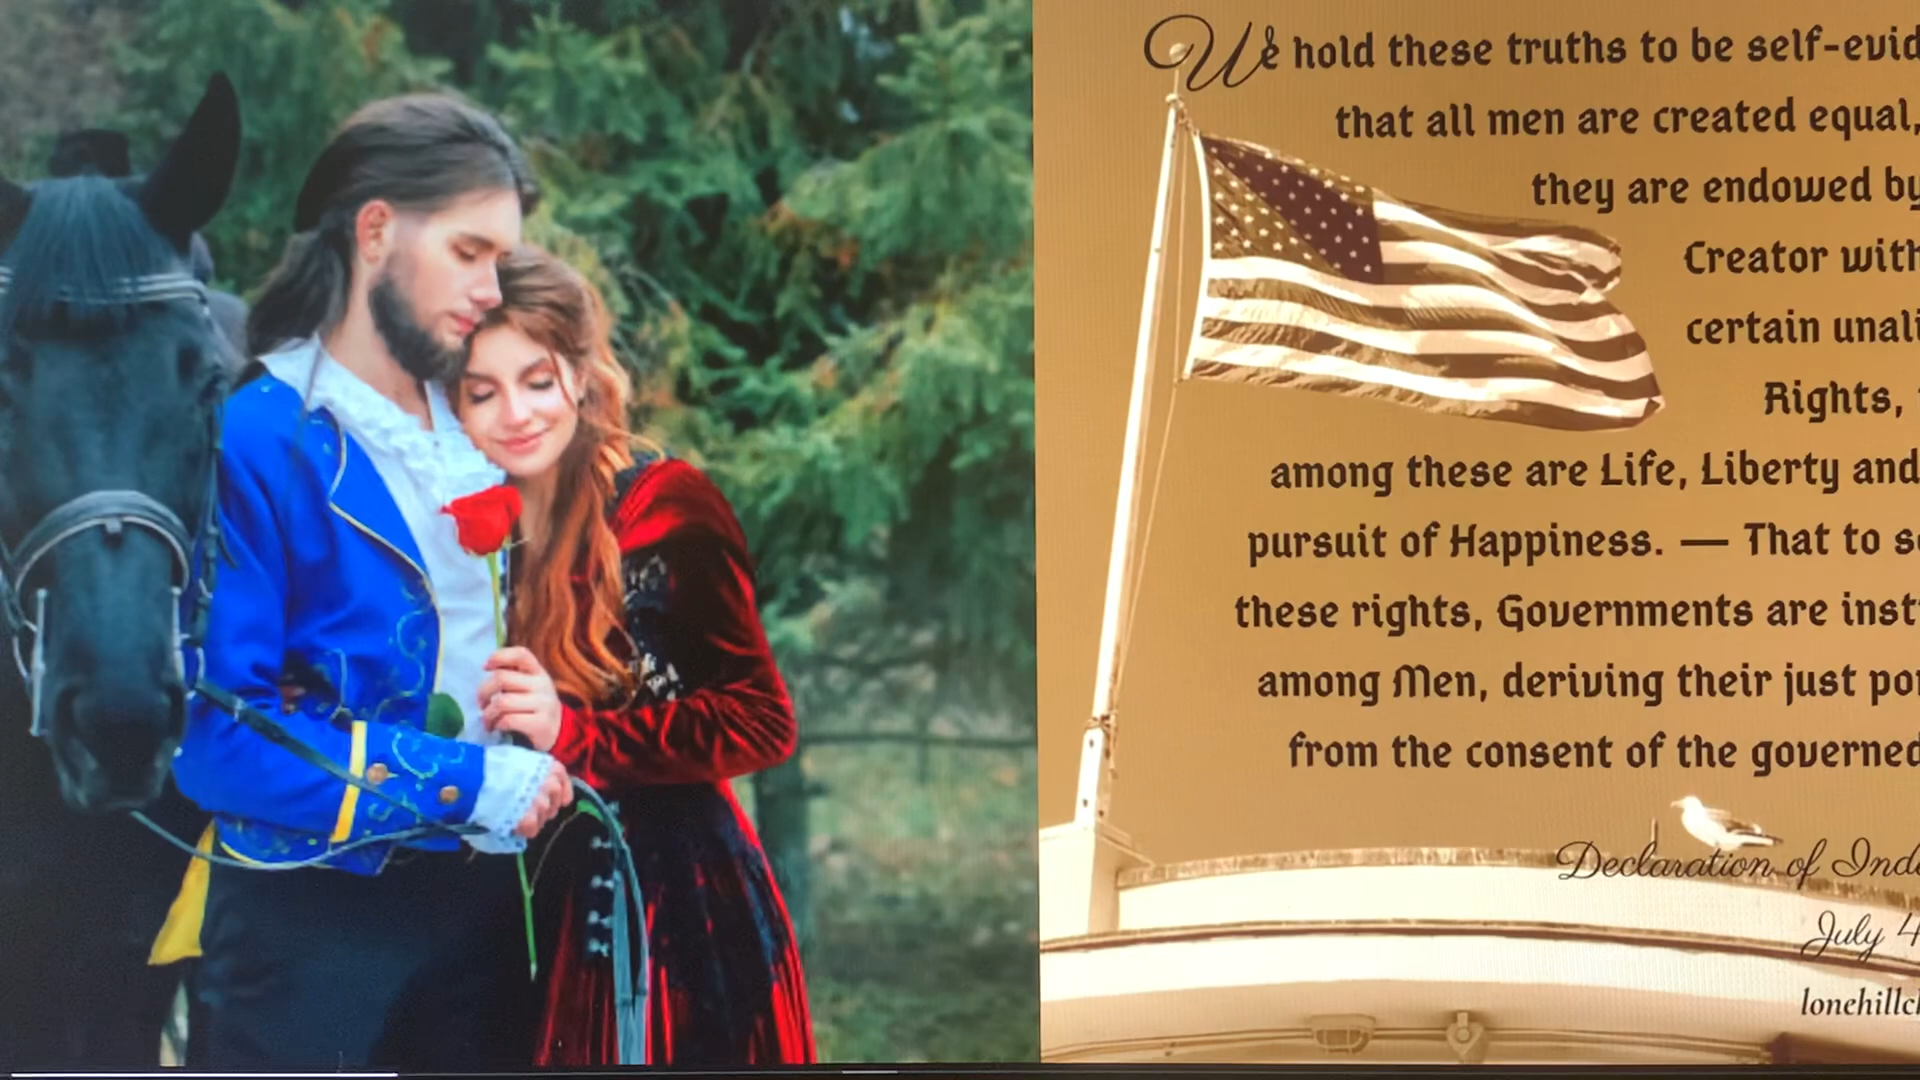 We hold these truths to be self-evid
that all men are created equal,
they are endowed by
Creator with
certain unali
Rights,
among these are Life, Liberty and
pursuit of Happiness. — That to s
these rights, Governments are inst
among Men, deriving their just po
from the consent of the governed
Declaration of Inde
July 4
lonehillc